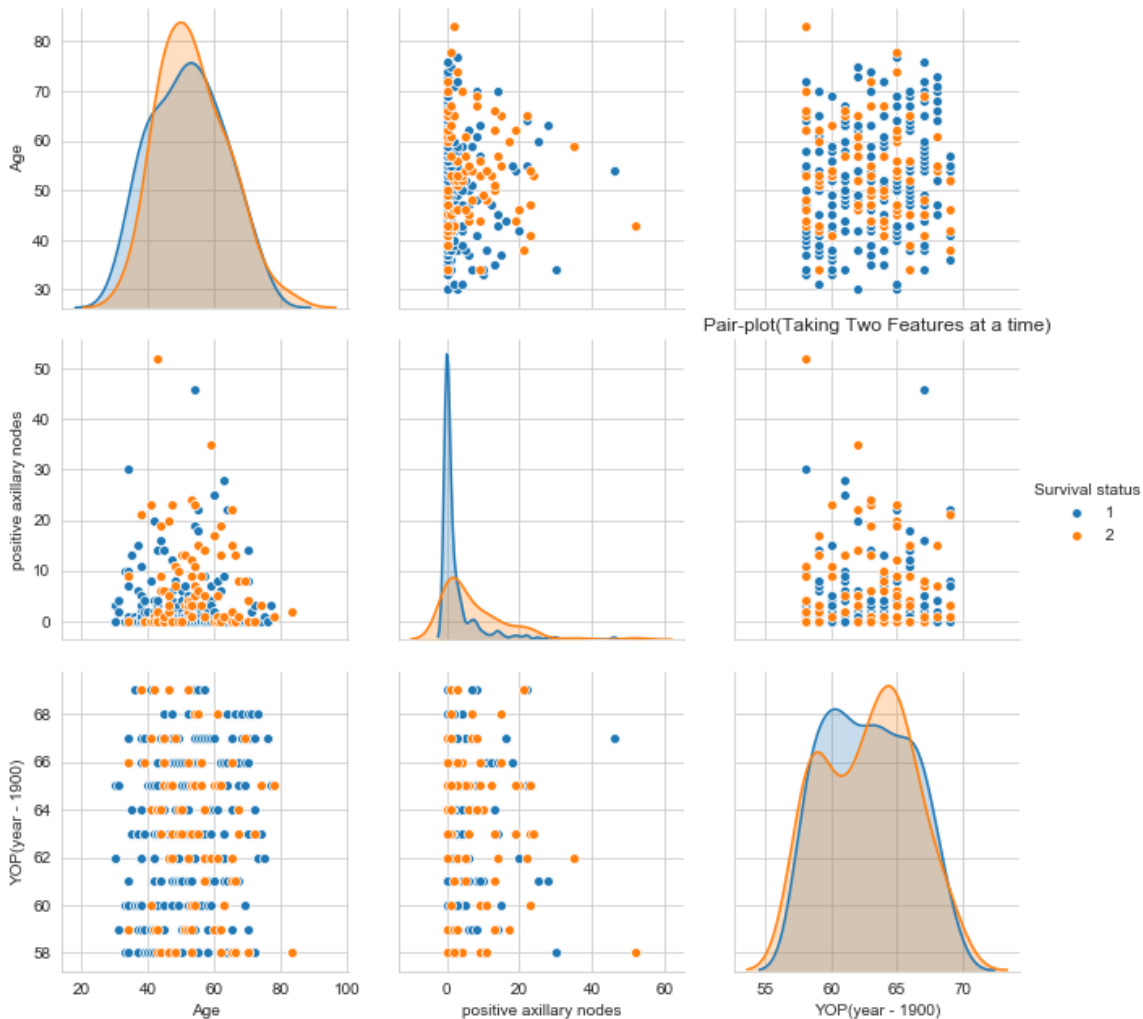 80
70
60
50
40
30
Age
Pair-plot(Taking Two Features at a time)
50
40
30
20
10
0
positive axillary nodes
Survival status
1
2
68
66
64
62
60
58
YOP(year - 1900)
20 40 60 80 100
0 20 40 60
55 60 65 70
Age
positive axillary nodes
YOP(year - 1900)